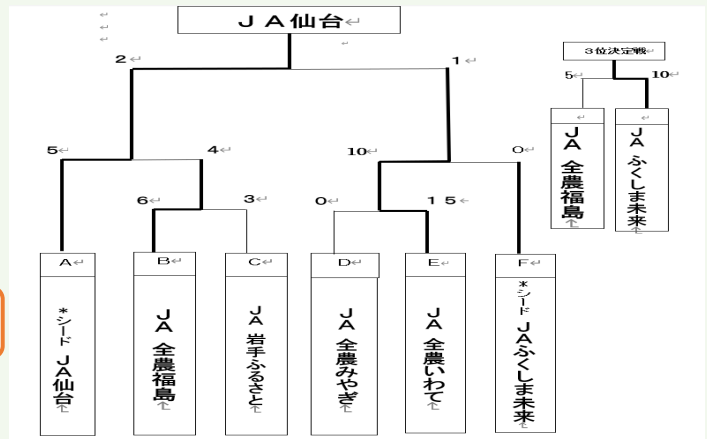 JA仙台
3位決定戦
2
1
5
10
5
4
10
0
6
3
0
15
JA 全農福島
JA ふくしま未来
A
B
C
D
E
F
*シード JA仙台
JA 全農福島
JA 岩手ふるさと
JA 全農みやぎ
JA 全農いわて
*シード JAふくしま未来